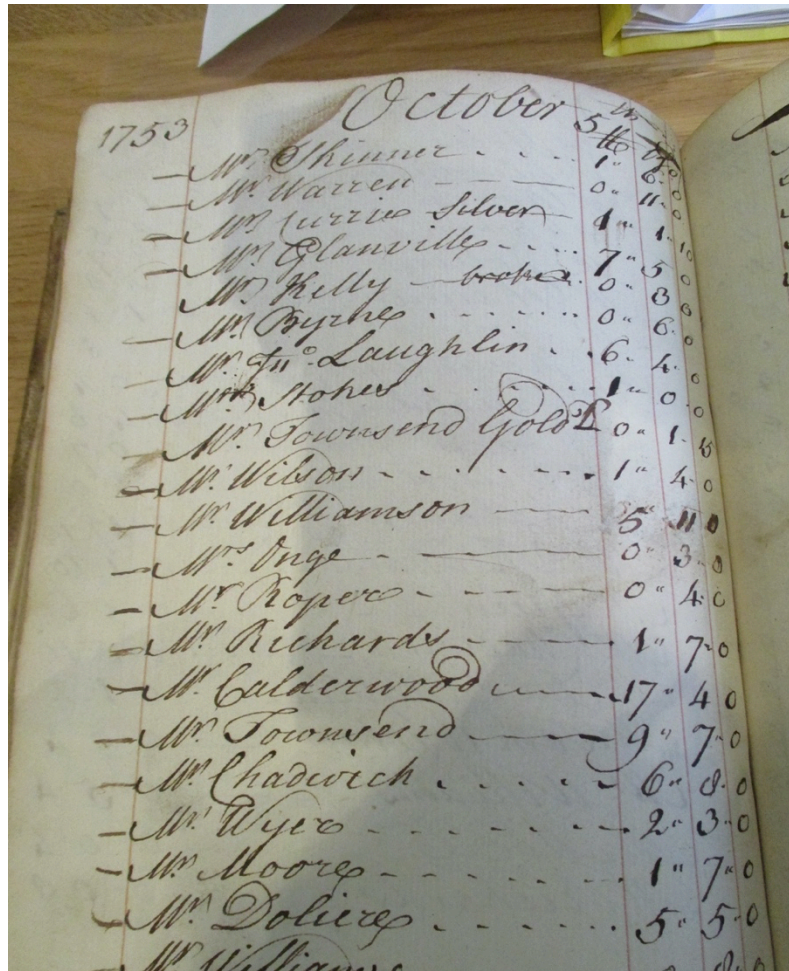 1753 October 5th
Mr. Skinner . . . . 1 " 6 " 0
Mr. Warren — — 0 " 11 " 0
Mr. Currie Silver — 1 " 1 " 10
Mr. Glanville . . . . 7 " 5 0
Mr. Kelly — broke . 0 " 3 0
Mr. Byrne . . . . . . 0 " 6 0
Mr. Jno. Laughlin . 6 " 4 0
Stokes . . . . . 1 " 0 0
Mr. Townsend Gold £ 0 " 1
Mr. Wilson - - . . . - 1 " 4 0
Mr. Williamson — 5 " 11 0
Mrs Onge - — 0 " 3 0
Mr. Roper - - - — 0 " 4 0
Mr. Richards - - - - 1 " 7 0
Mr. Calderwood — 17 " 4 0
Mr. Townsend — 9 " 7 0
Mr. Chadwick . . . . . 6 " 8 0
Mr. Wyer - - - - - - 2 " 3 0
Mr. Moore - - - - - 1 " 7 " 0
Mr. Doliere . . . . . . 5 " 5 0
Mr. Williams